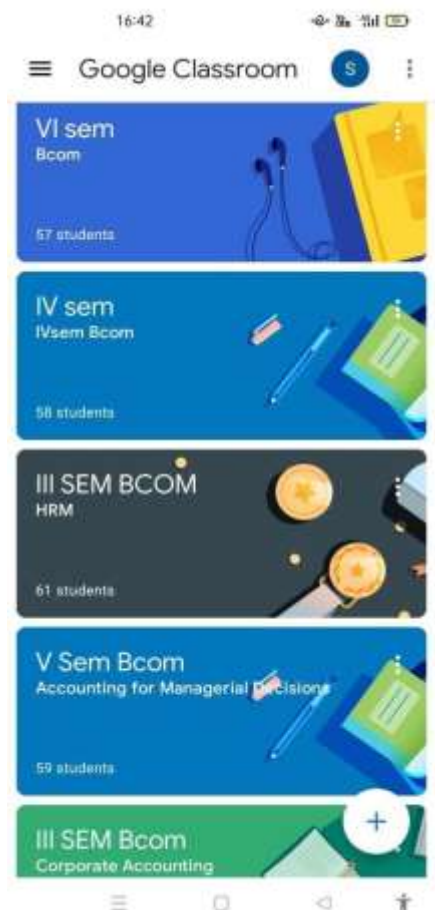 16:42
Google Classroom
S
VI sem
Bcom
57 students
IV sem
IVsem Bcom
58 students
III SEM BCOM
HRM
61 students
V Sem Bcom
Accounting for Managerial Decisions
59 students
III SEM Bcom
Corporate Accounting